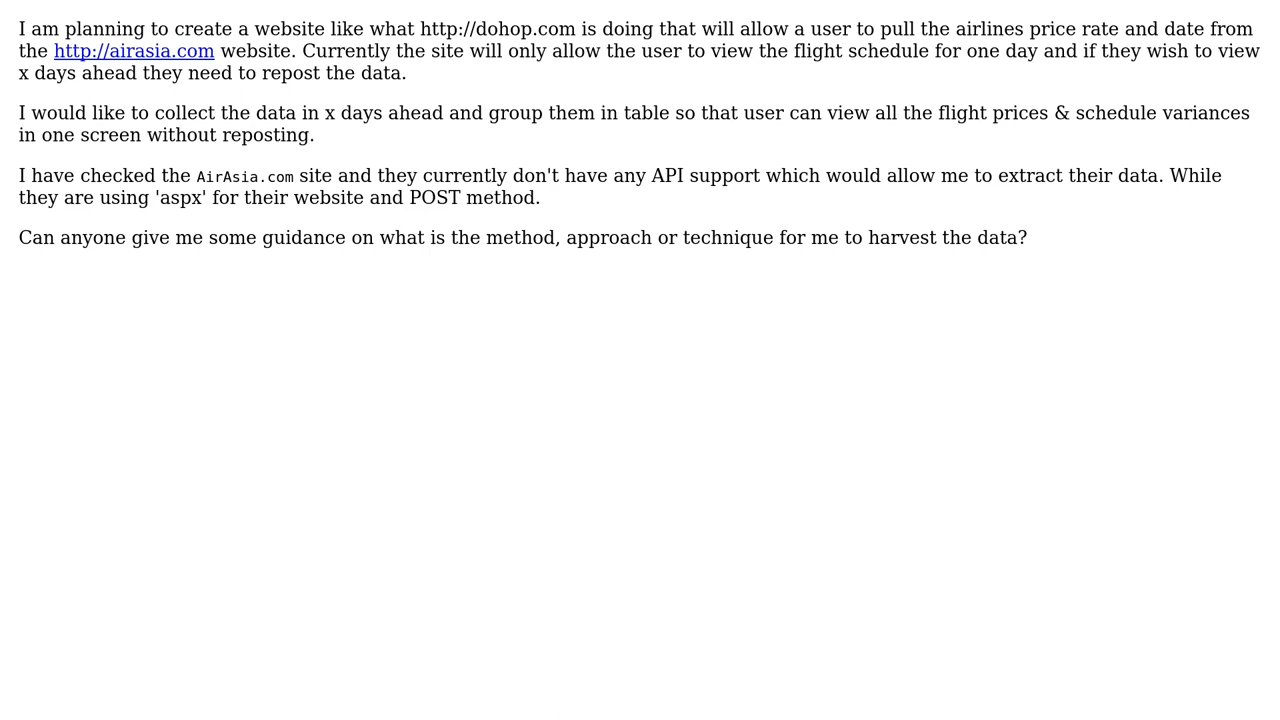 I am planning to create a website like what http://dohop.com is doing that will allow a user to pull the airlines price rate and date from
the http://airasia.com website. Currently the site will only allow the user to view the flight schedule for one day and if they wish to view
x days ahead they need to repost the data.
I would like to collect the data in x days ahead and group them in table so that user can view all the flight prices & schedule variances
in one screen without reposting.
I have checked the AirAsia.com site and they currently don't have any API support which would allow me to extract their data. While
they are using 'aspx' for their website and POST method.
Can anyone give me some guidance on what is the method, approach or technique for me to harvest the data?